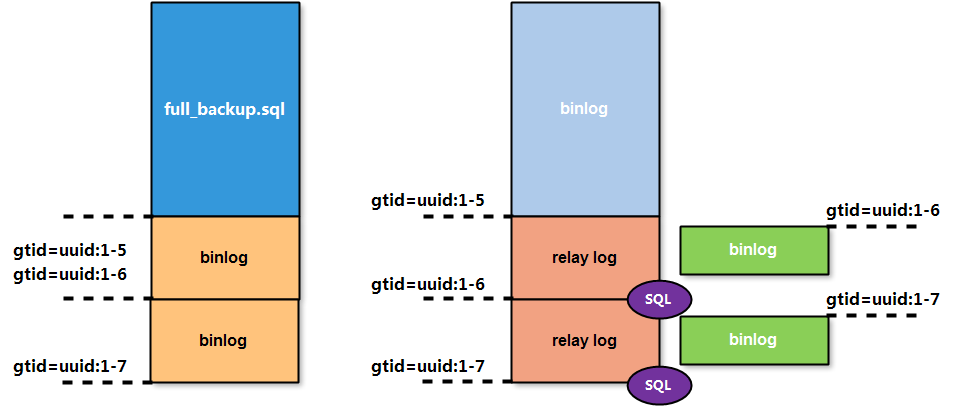 full_backup.sql
gtid=uuid:1-5
gtid=uuid:1-6
binlog
binlog
gtid=uuid:1-7
binlog
gtid=uuid:1-5
relay log
gtid=uuid:1-6
SQL
relay log
gtid=uuid:1-7
SQL
gtid=uuid:1-6
binlog
gtid=uuid:1-7
binlog